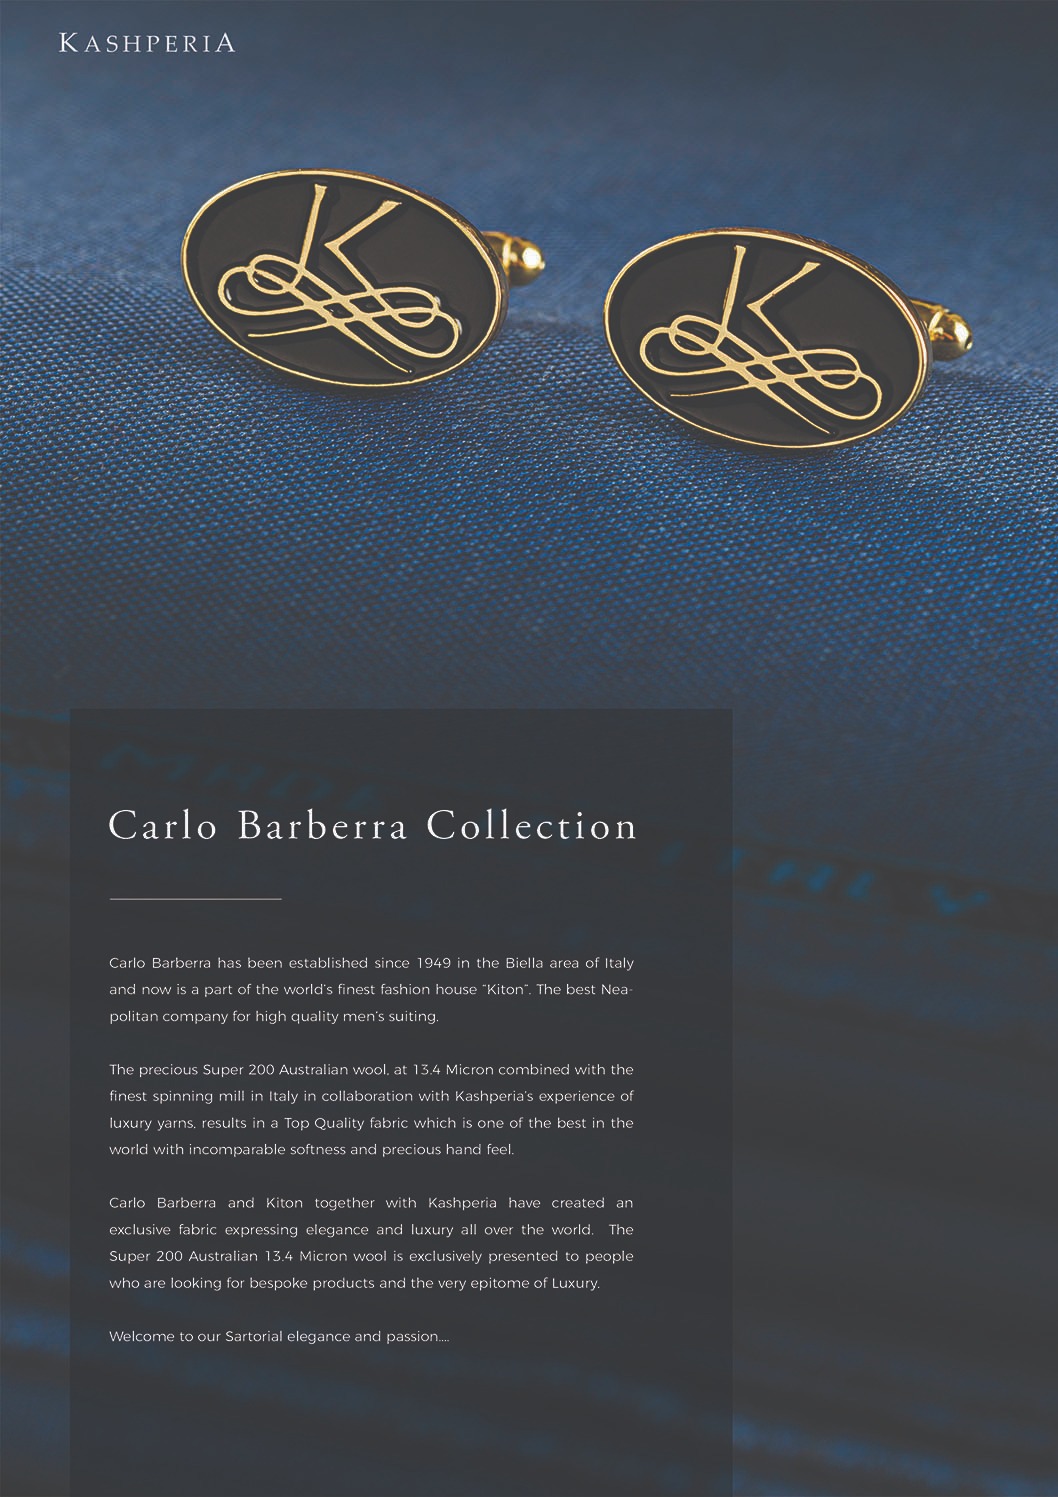 KASHPERIA
K
K
Carlo Barberra Collection
Carlo Barberra has been established since 1949 in the Biella area of Italy
and now is a part of the world's finest fashion house “Kiton”. The best Nea-
politan company for high quality men's suiting.
The precious Super 200 Australian wool, at 13.4 Micron combined with the
finest spinning mill in Italy in collaboration with Kashperia's experience of
luxury yarns, results in a Top Quality fabric which is one of the best in the
world with incomparable softness and precious hand feel.
Carlo Barberra and Kiton together with Kashperia have created an
exclusive fabric expressing elegance and luxury all over the world. The
Super 200 Australian 13.4 Micron wool is exclusively presented to people
who are looking for bespoke products and the very epitome of Luxury.
Welcome to our Sartorial elegance and passion....